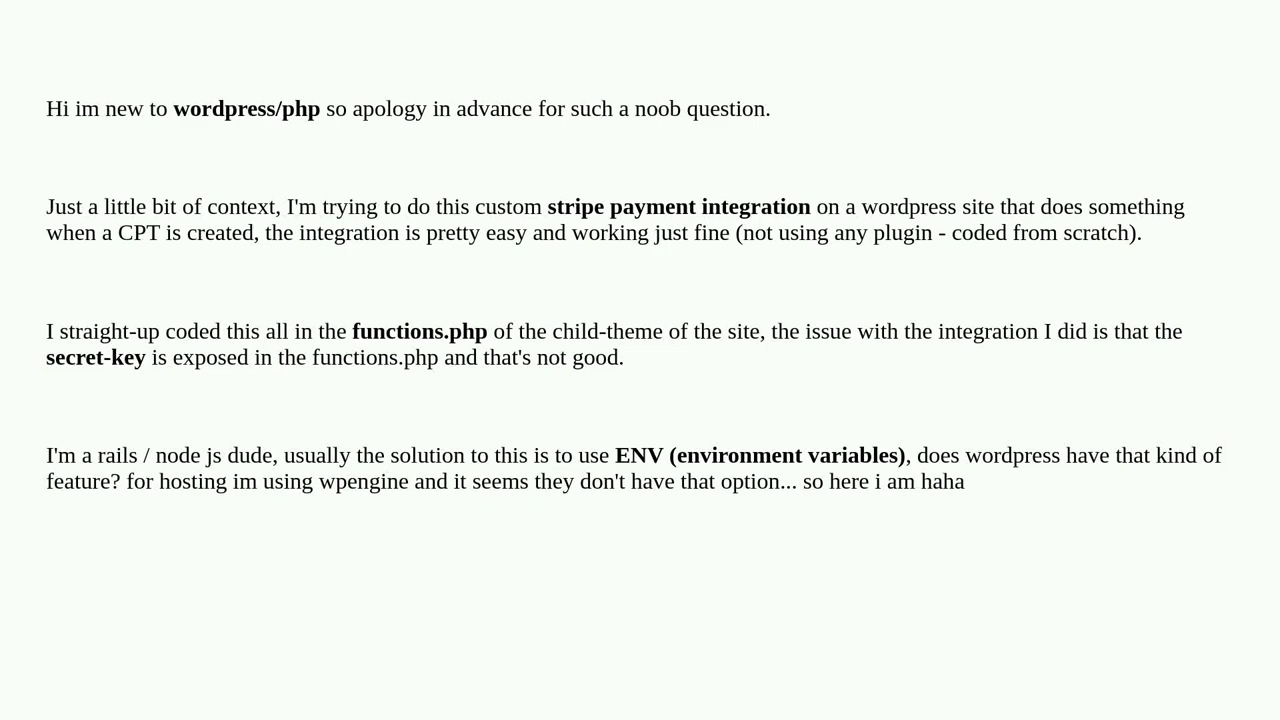 Hi im new to wordpress/php so apology in advance for such a noob question.
Just a little bit of context, I'm trying to do this custom stripe payment integration on a wordpress site that does something
when a CPT is created, the integration is pretty easy and working just fine (not using any plugin - coded from scratch).
I straight-up coded this all in the functions.php of the child-theme of the site, the issue with the integration I did is that the
secret-key is exposed in the functions.php and that's not good.
I'm a rails / node js dude, usually the solution to this is to use ENV (environment variables), does wordpress have that kind of
feature? for hosting im using wpengine and it seems they don't have that option... so here i am haha